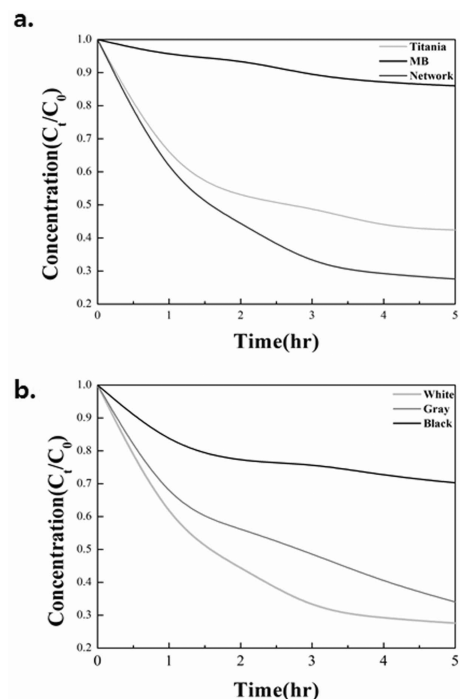 a.
Concentration(Ct/C0)
1.0
0.9
0.8
0.7
0.6
0.5
0.4
0.3
0.2
Titania
MB
Network
0 1 2 3 4 5
Time(hr)
b.
Concentration(Ct/C0)
1.0
0.9
0.8
0.7
0.6
0.5
0.4
0.3
0.2
White
Gray
Black
0 1 2 3 4 5
Time(hr)